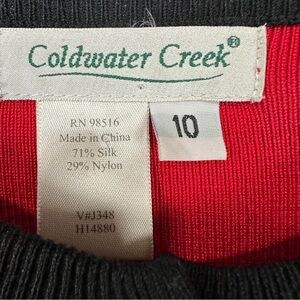 Coldwater Creek®
10
RN 98516
Made in China
71% Silk
29% Nylon
V#J348
H14880